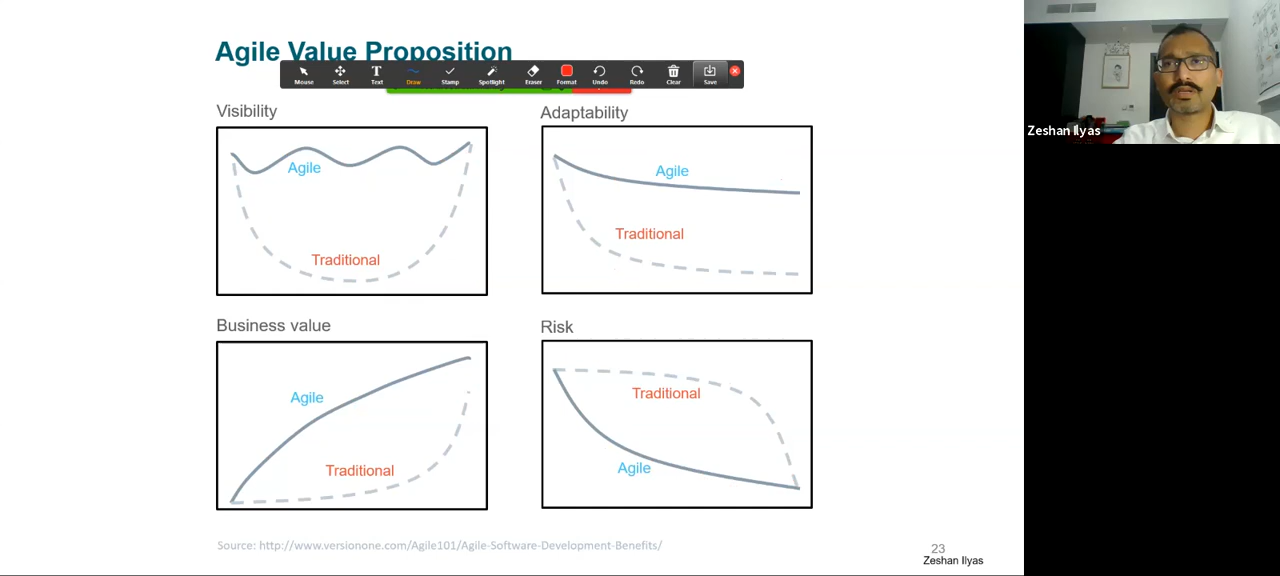 Agile Value Proposition
Mouse Select Text Draw Stamp Spotlight Eraser Format Undo Redo Clear Save
Visibility
Agile
Traditional
Adaptability
Agile
Traditional
Business value
Agile
Traditional
Risk
Traditional
Agile
Source: http://www.versionone.com/Agile101/Agile-Software-Development-Benefits/
23
Zeshan Ilyas
Zeshan Ilyas